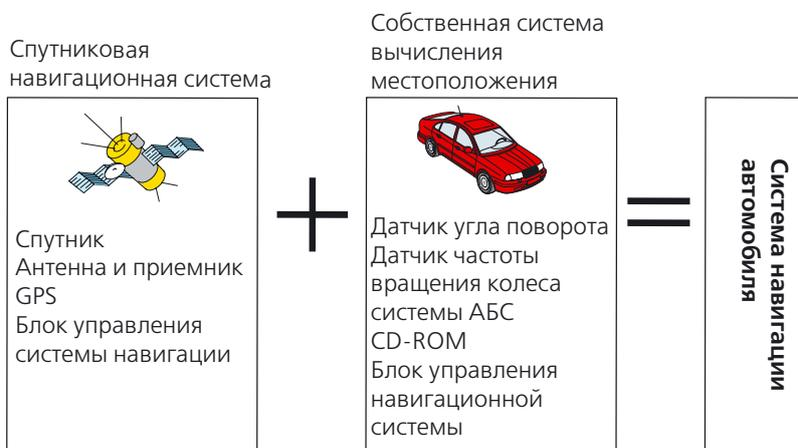 Спутниковая
навигационная система
Спутник
Антенна и приемник
GPS
Блок управления
системы навигации
Собственная система
вычисления
местоположения
Датчик угла поворота
Датчик частоты
вращения колеса
системы АБС
CD-ROM
Блок управления
навигационной
системы
Система навигации
автомобиля